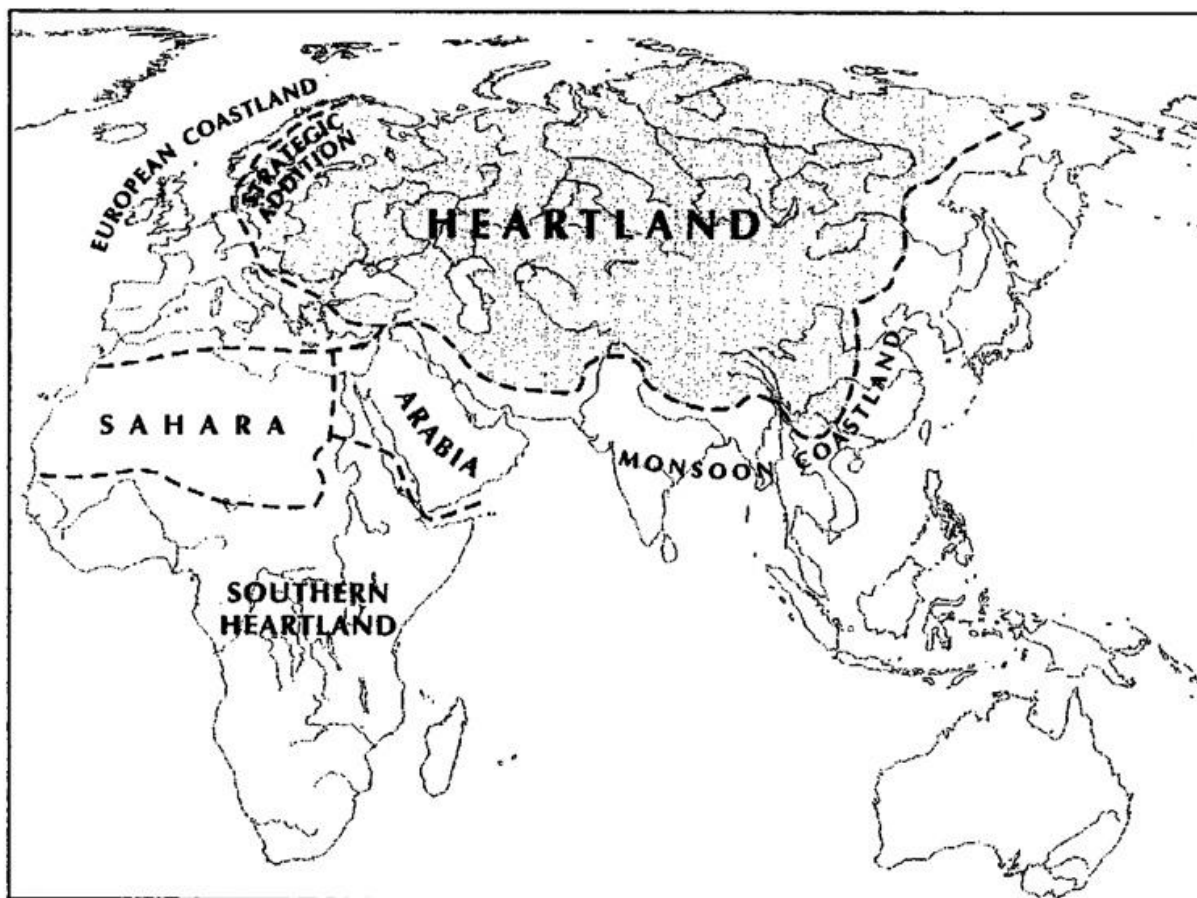 EUROPEAN COASTLAND
STRATEGIC
ADDITION
HEARTLAND
SAHARA
ARABIA
MONSOON COASTLAND
SOUTHERN
HEARTLAND